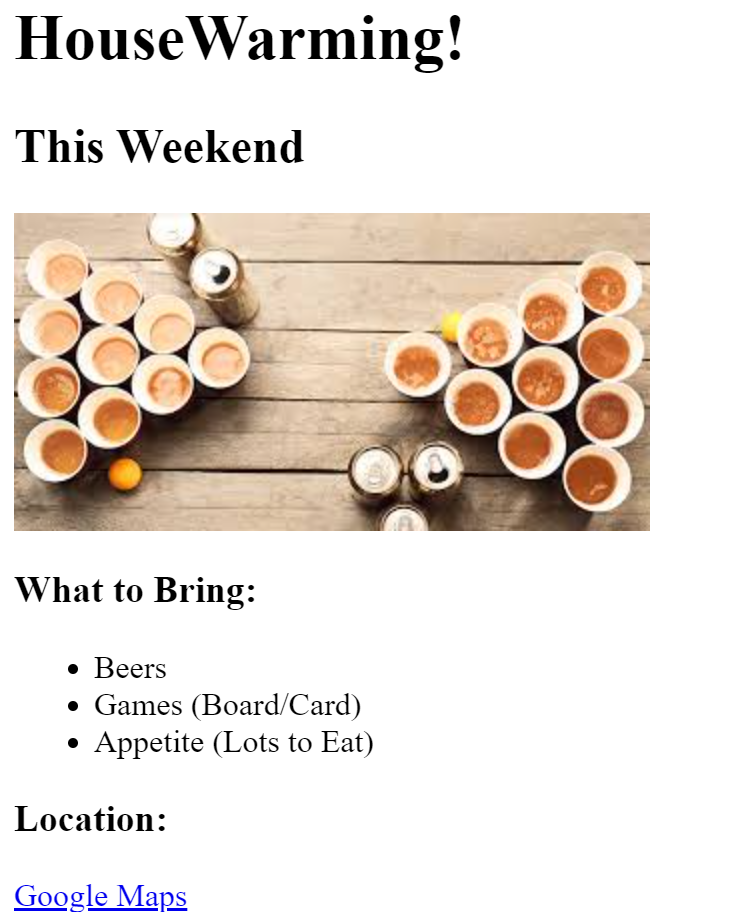 HouseWarming!
This Weekend
What to Bring:
Beers
Games (Board/Card)
Appetite (Lots to Eat)
Location:
Google Maps